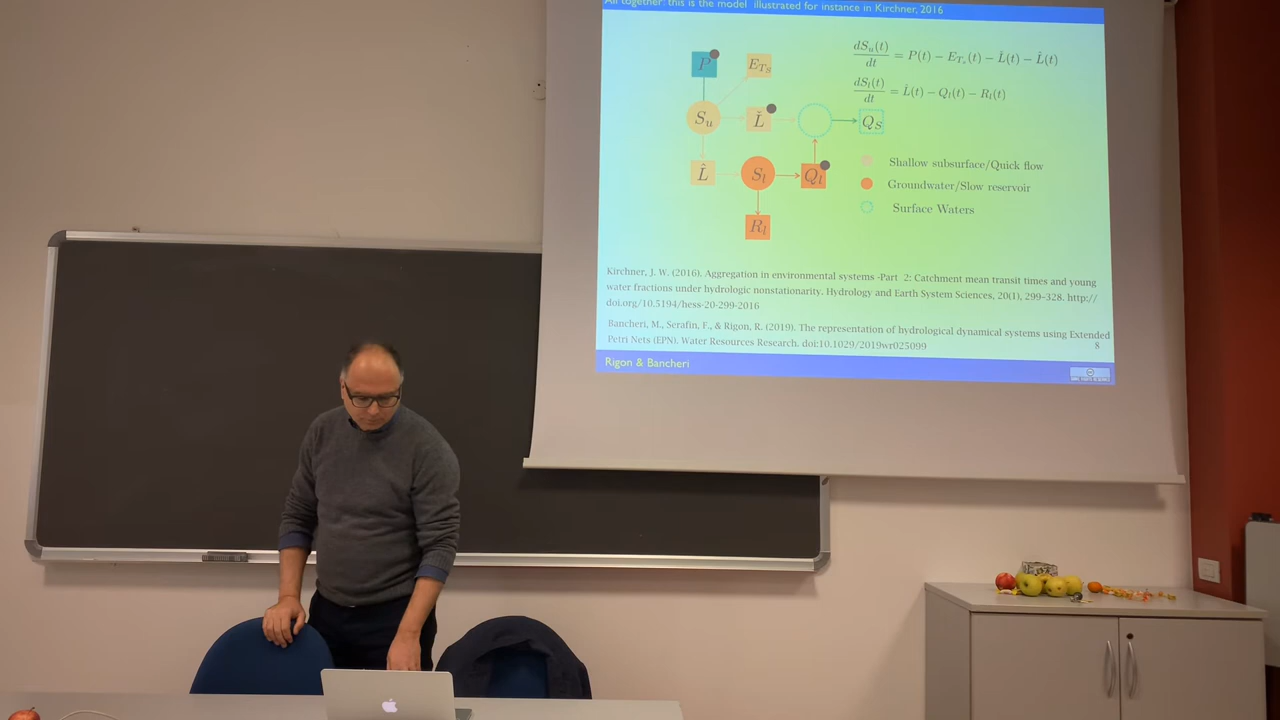 All together: this is the model illustrated for instance in Kirchner, 2016
dS_u(t)/dt = P(t) − E_{T_s}(t) − Ľ(t) − L̂(t)
dS_l(t)/dt = L̂(t) − Q_l(t) − R_l(t)
P E_{T_S}
S_u Ľ Q_S
L̂ S_l Q_l
R_l
Shallow subsurface/Quick flow
Groundwater/Slow reservoir
Surface Waters
Kirchner, J. W. (2016). Aggregation in environmental systems -Part 2: Catchment mean transit times and young
water fractions under hydrologic nonstationarity. Hydrology and Earth System Sciences, 20(1), 299–328. http://
doi.org/10.5194/hess-20-299-2016
Bancheri, M., Serafin, F., & Rigon, R. (2019). The representation of hydrological dynamical systems using Extended
Petri Nets (EPN). Water Resources Research. doi:10.1029/2019wr025099
8
Rigon & Bancheri